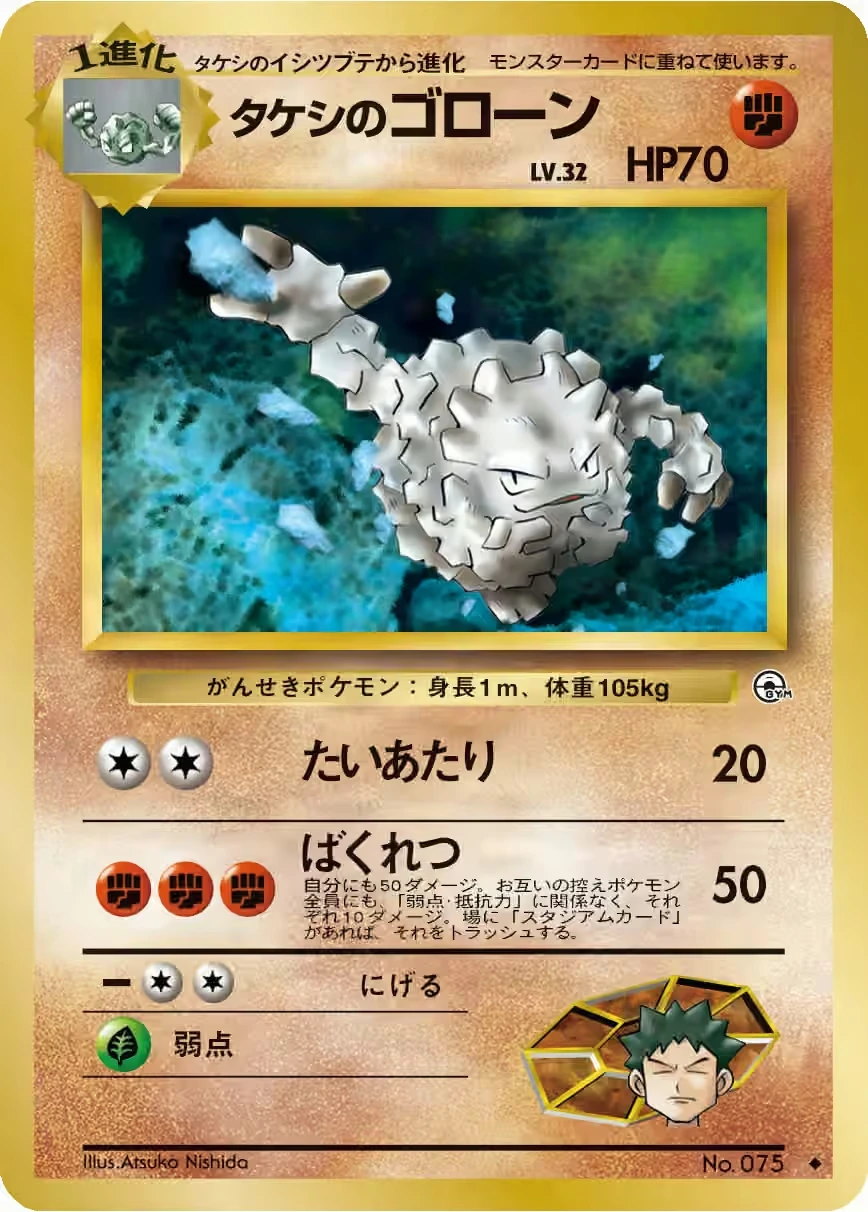 1進化
タケシのイシツブテから進化　モンスターカードに重ねて使います。
タケシのゴローン
LV.32 HP70
がんせきポケモン：身長1m、体重105kg
GYM
たいあたり 20
ばくれつ 50
自分にも50ダメージ。お互いの控えポケモン
全員にも、「弱点・抵抗力」に関係なく、それ
ぞれ10ダメージ。場に「スタジアムカード」
があれば、それをトラッシュする。
にげる
弱点
Illus.Atsuko Nishida
No.075